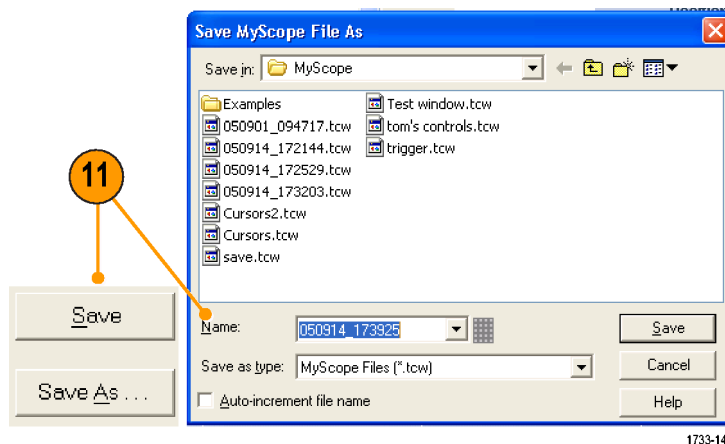 Save MyScope File As
Save in: MyScope
Examples
050901_094717.tcw
050914_172144.tcw
050914_172529.tcw
050914_173203.tcw
Cursors2.tcw
Cursors.tcw
save.tcw
Test window.tcw
tom's controls.tcw
trigger.tcw
11
Save
Save As . . .
Name: 050914_173925
Save
Save as type: MyScope Files (*.tcw)
Cancel
Auto-increment file name
Help
1733-14